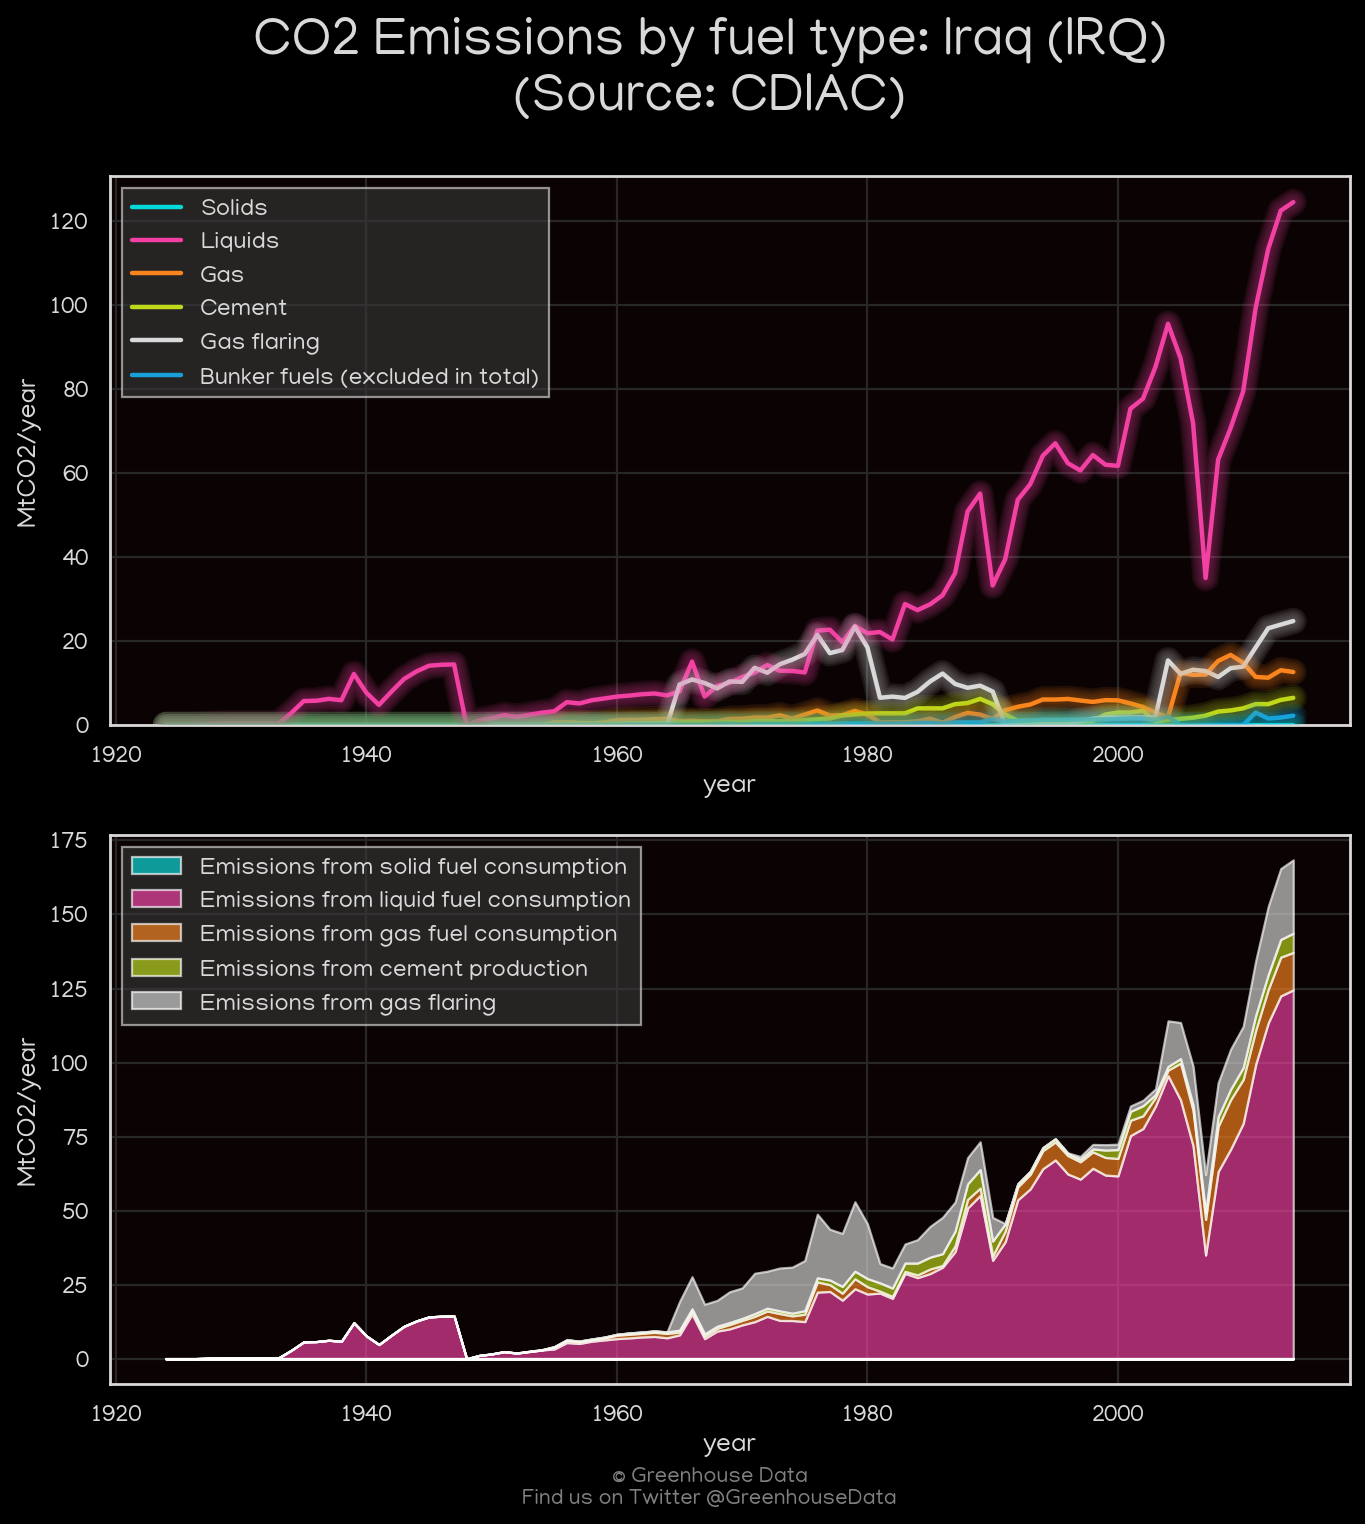 CO2 Emissions by fuel type: Iraq (IRQ)
(Source: CDIAC)
Solids
Liquids
Gas
Cement
Gas flaring
Bunker fuels (excluded in total)
120
100
80
60
40
20
0
MtCO2/year
1920 1940 1960 1980 2000
year
Emissions from solid fuel consumption
Emissions from liquid fuel consumption
Emissions from gas fuel consumption
Emissions from cement production
Emissions from gas flaring
175
150
125
100
75
50
25
0
MtCO2/year
1920 1940 1960 1980 2000
year
© Greenhouse Data
Find us on Twitter @GreenhouseData